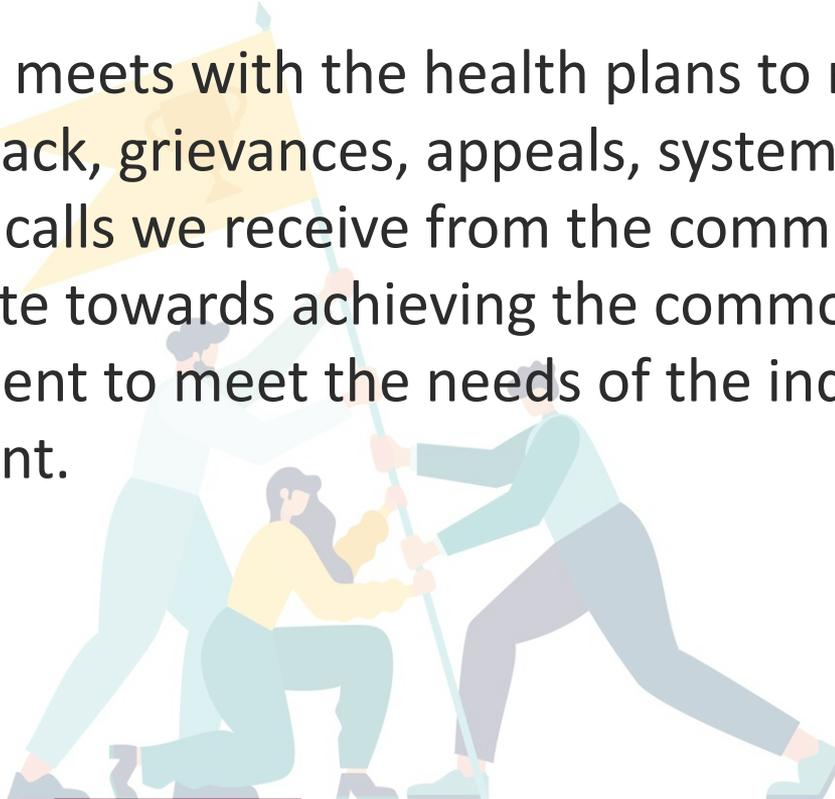 meets with the health plans to r
ack, grievances, appeals, system
calls we receive from the comm
te towards achieving the commo
ent to meet the needs of the ind
nt.